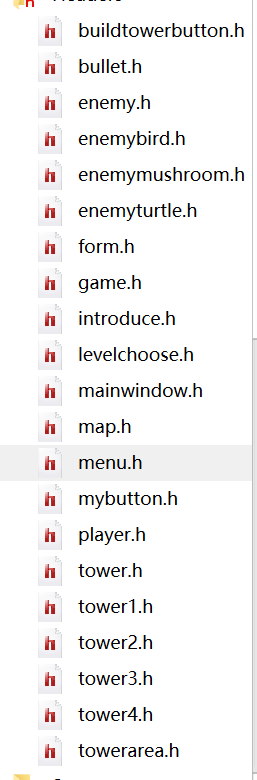 Headers
buildtowerbutton.h
bullet.h
enemy.h
enemybird.h
enemymushroom.h
enemyturtle.h
form.h
game.h
introduce.h
levelchoose.h
mainwindow.h
map.h
menu.h
mybutton.h
player.h
tower.h
tower1.h
tower2.h
tower3.h
tower4.h
towerarea.h